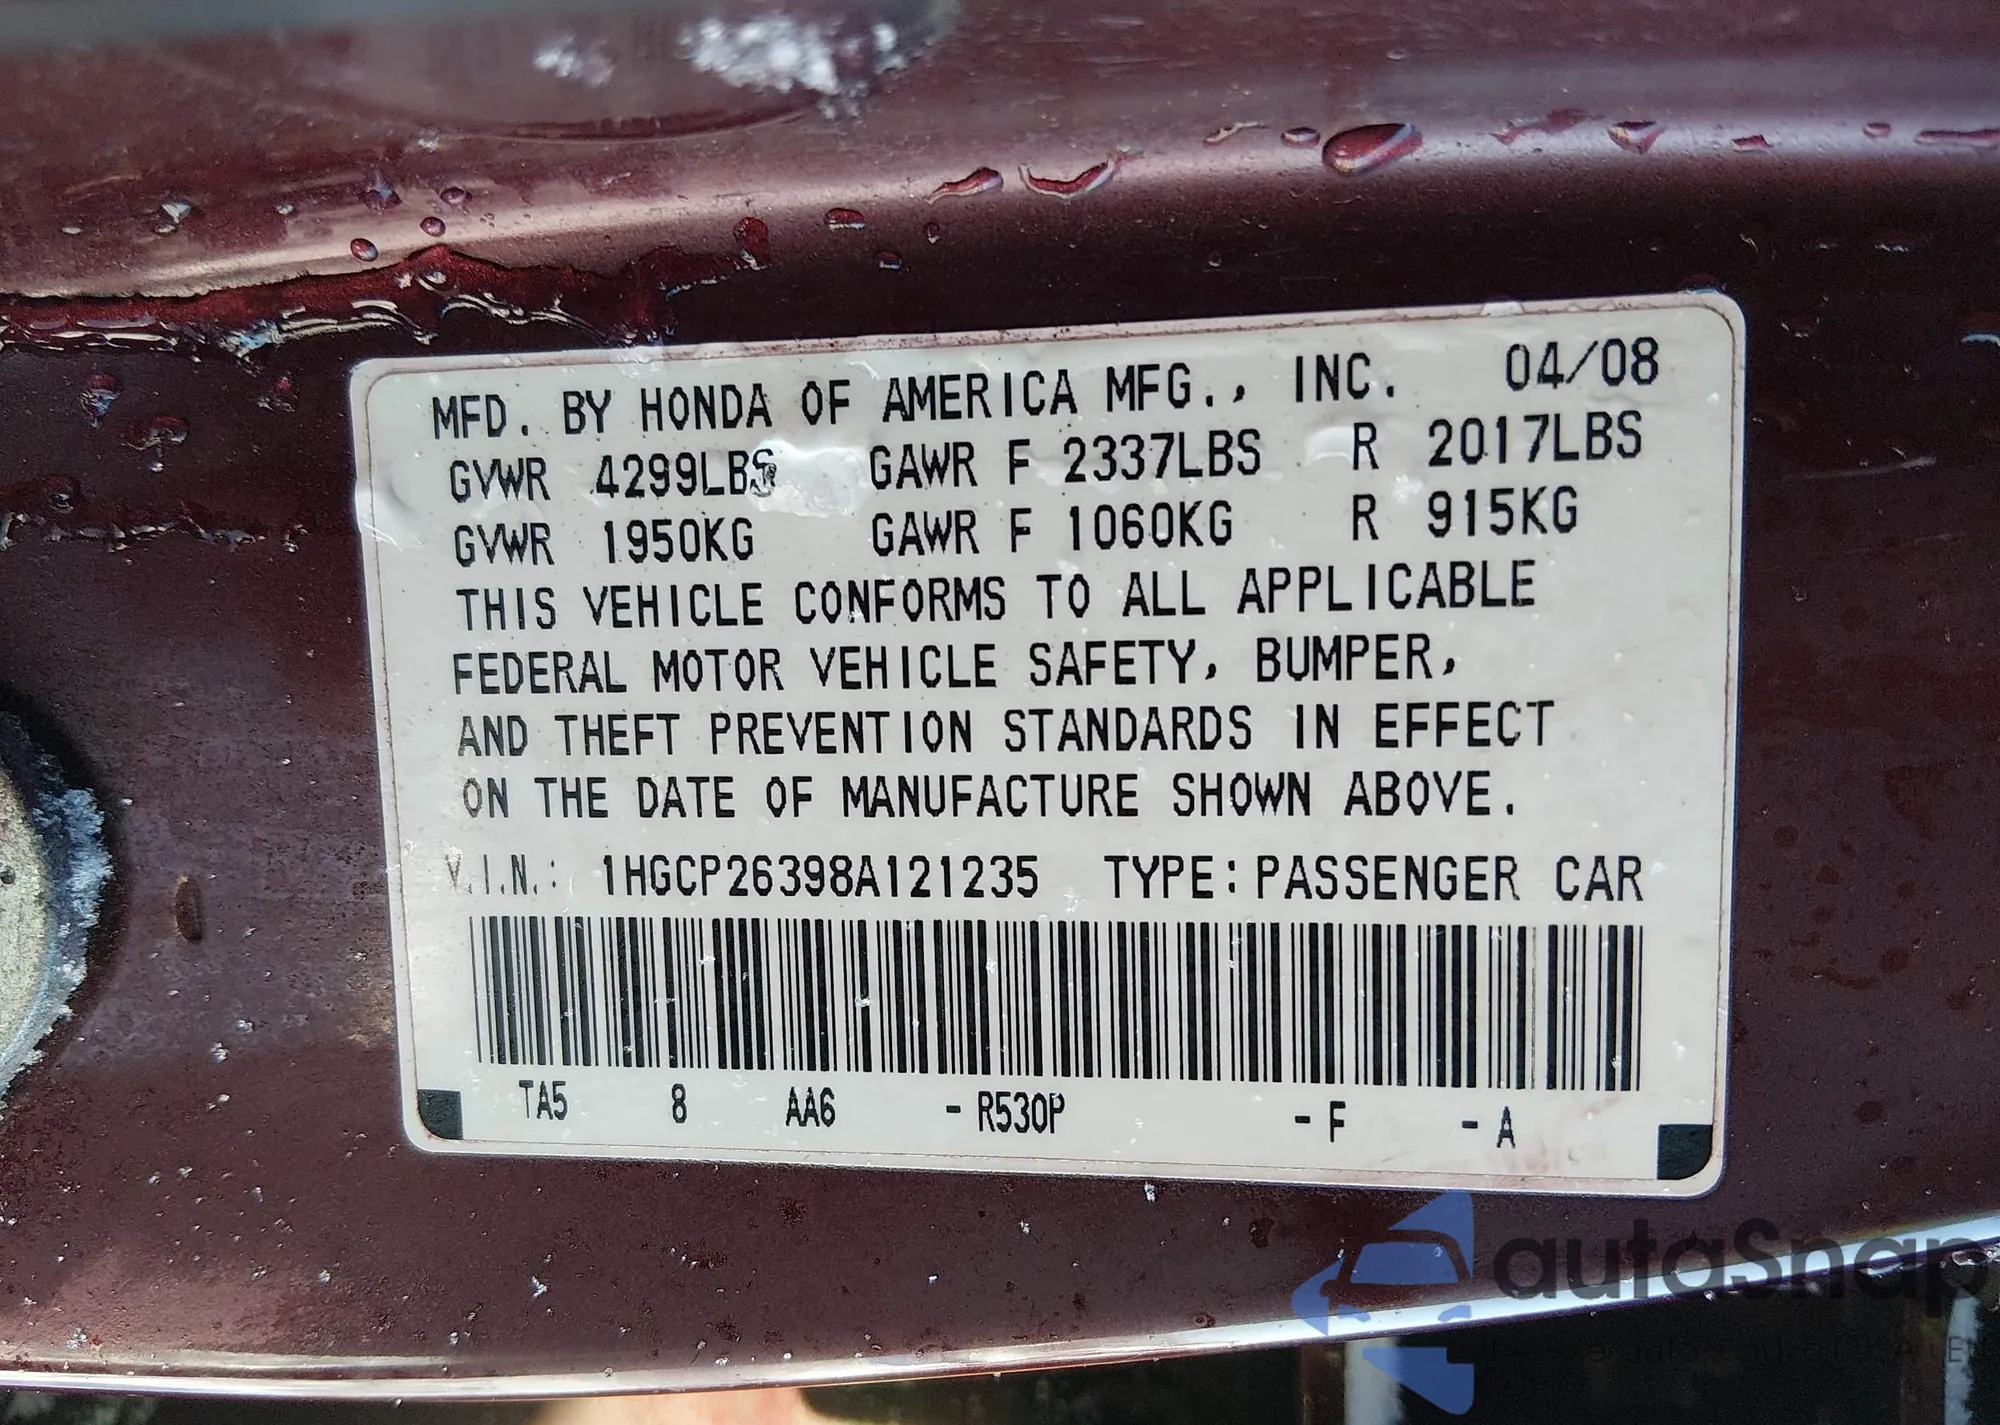 MFD. BY HONDA OF AMERICA MFG., INC. 04/08
GVWR 4299LBS GAWR F 2337LBS R 2017LBS
GVWR 1950KG GAWR F 1060KG R 915KG
THIS VEHICLE CONFORMS TO ALL APPLICABLE
FEDERAL MOTOR VEHICLE SAFETY, BUMPER,
AND THEFT PREVENTION STANDARDS IN EFFECT
ON THE DATE OF MANUFACTURE SHOWN ABOVE.
V.I.N.: 1HGCP26398A121235 TYPE:PASSENGER CAR
TA5 8 AA6 -R530P -F -A
autaSnap